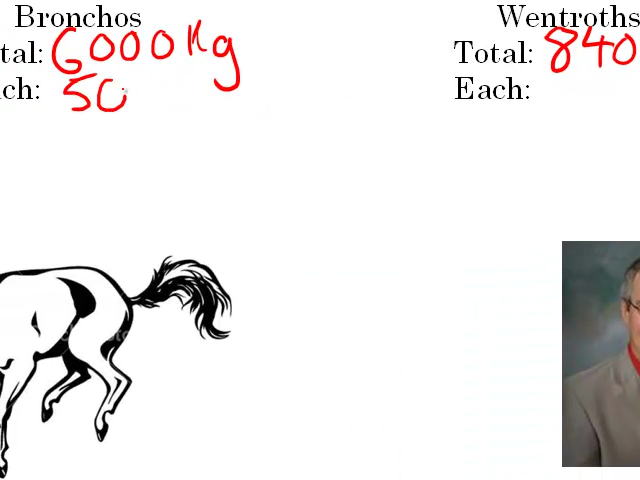 Bronchos
tal: 6000 Kg
ch: 50
Wentroths
Total: 840
Each: